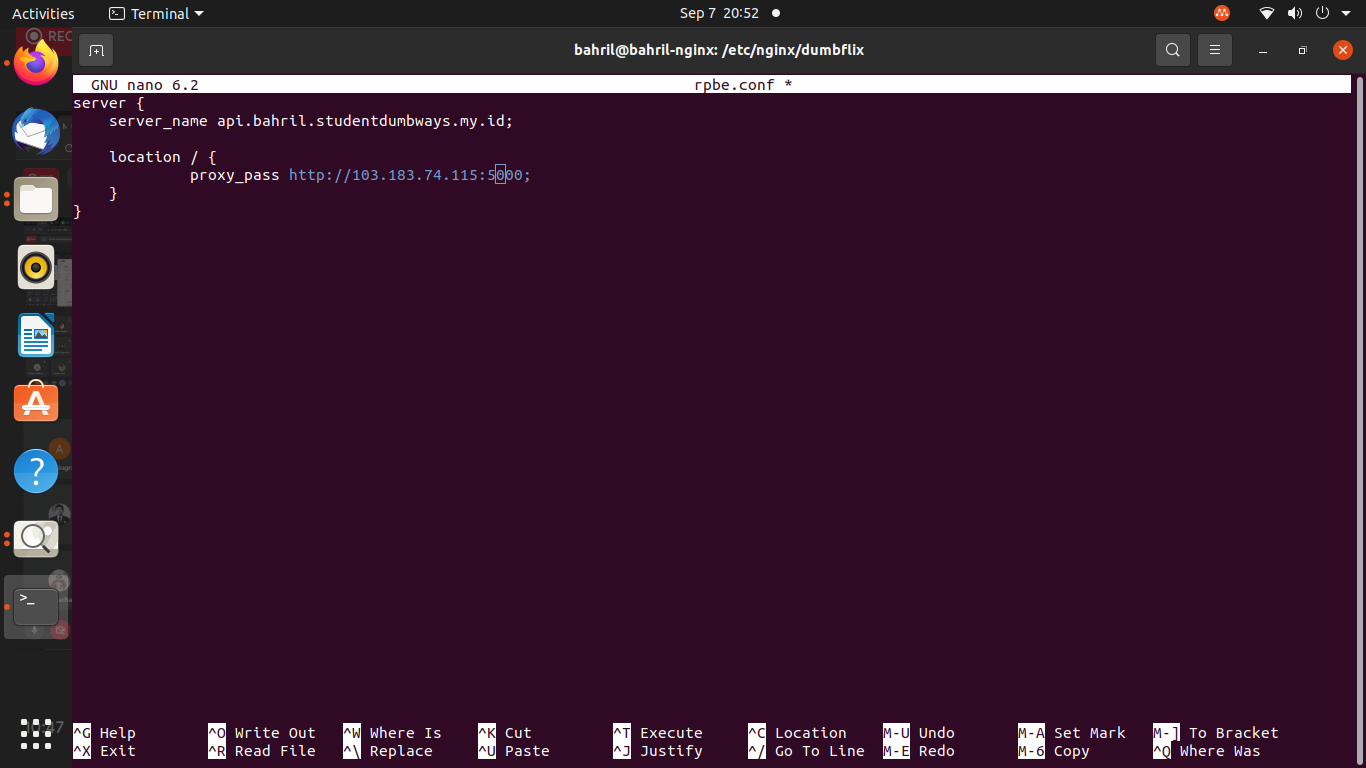 Activities Terminal Sep 7 20:52
REC
bahril@bahril-nginx: /etc/nginx/dumbflix
GNU nano 6.2 rpbe.conf *
server {
    server_name api.bahril.studentdumbways.my.id;
    location / {
             proxy_pass http://103.183.74.115:5000;
    }
}
A
?
>_
:47
^G Help ^O Write Out ^W Where Is ^K Cut ^T Execute ^C Location M-U Undo M-A Set Mark M-] To Bracket
^X Exit ^R Read File ^\ Replace ^U Paste ^J Justify ^/ Go To Line M-E Redo M-6 Copy ^Q Where Was